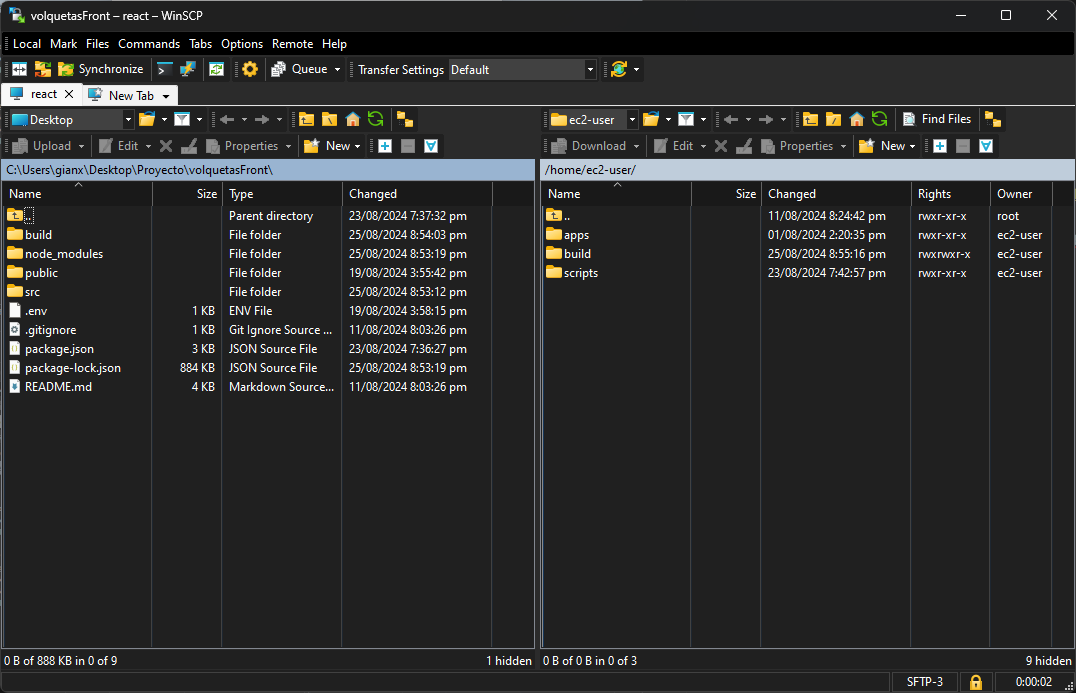 volquetasFront – react – WinSCP
Local Mark Files Commands Tabs Options Remote Help
Synchronize Queue Transfer Settings Default
react New Tab
Desktop
Upload Edit Properties New
C:\Users\gianx\Desktop\Proyecto\volquetasFront\
Name Size Type Changed
.. Parent directory 23/08/2024 7:37:32 pm
build File folder 25/08/2024 8:54:03 pm
node_modules File folder 25/08/2024 8:53:19 pm
public File folder 19/08/2024 3:55:42 pm
src File folder 25/08/2024 8:53:12 pm
.env 1 KB ENV File 19/08/2024 3:58:15 pm
.gitignore 1 KB Git Ignore Source ... 11/08/2024 8:03:26 pm
package.json 3 KB JSON Source File 23/08/2024 7:36:27 pm
package-lock.json 884 KB JSON Source File 25/08/2024 8:53:19 pm
README.md 4 KB Markdown Source... 11/08/2024 8:03:26 pm
0 B of 888 KB in 0 of 9 1 hidden
ec2-user Find Files
Download Edit Properties New
/home/ec2-user/
Name Size Changed Rights Owner
.. 11/08/2024 8:24:42 pm rwxr-xr-x root
apps 01/08/2024 2:20:35 pm rwxr-xr-x ec2-user
build 25/08/2024 8:55:16 pm rwxrwxr-x ec2-user
scripts 23/08/2024 7:42:57 pm rwxr-xr-x ec2-user
0 B of 0 B in 0 of 3 9 hidden
SFTP-3 0:00:02